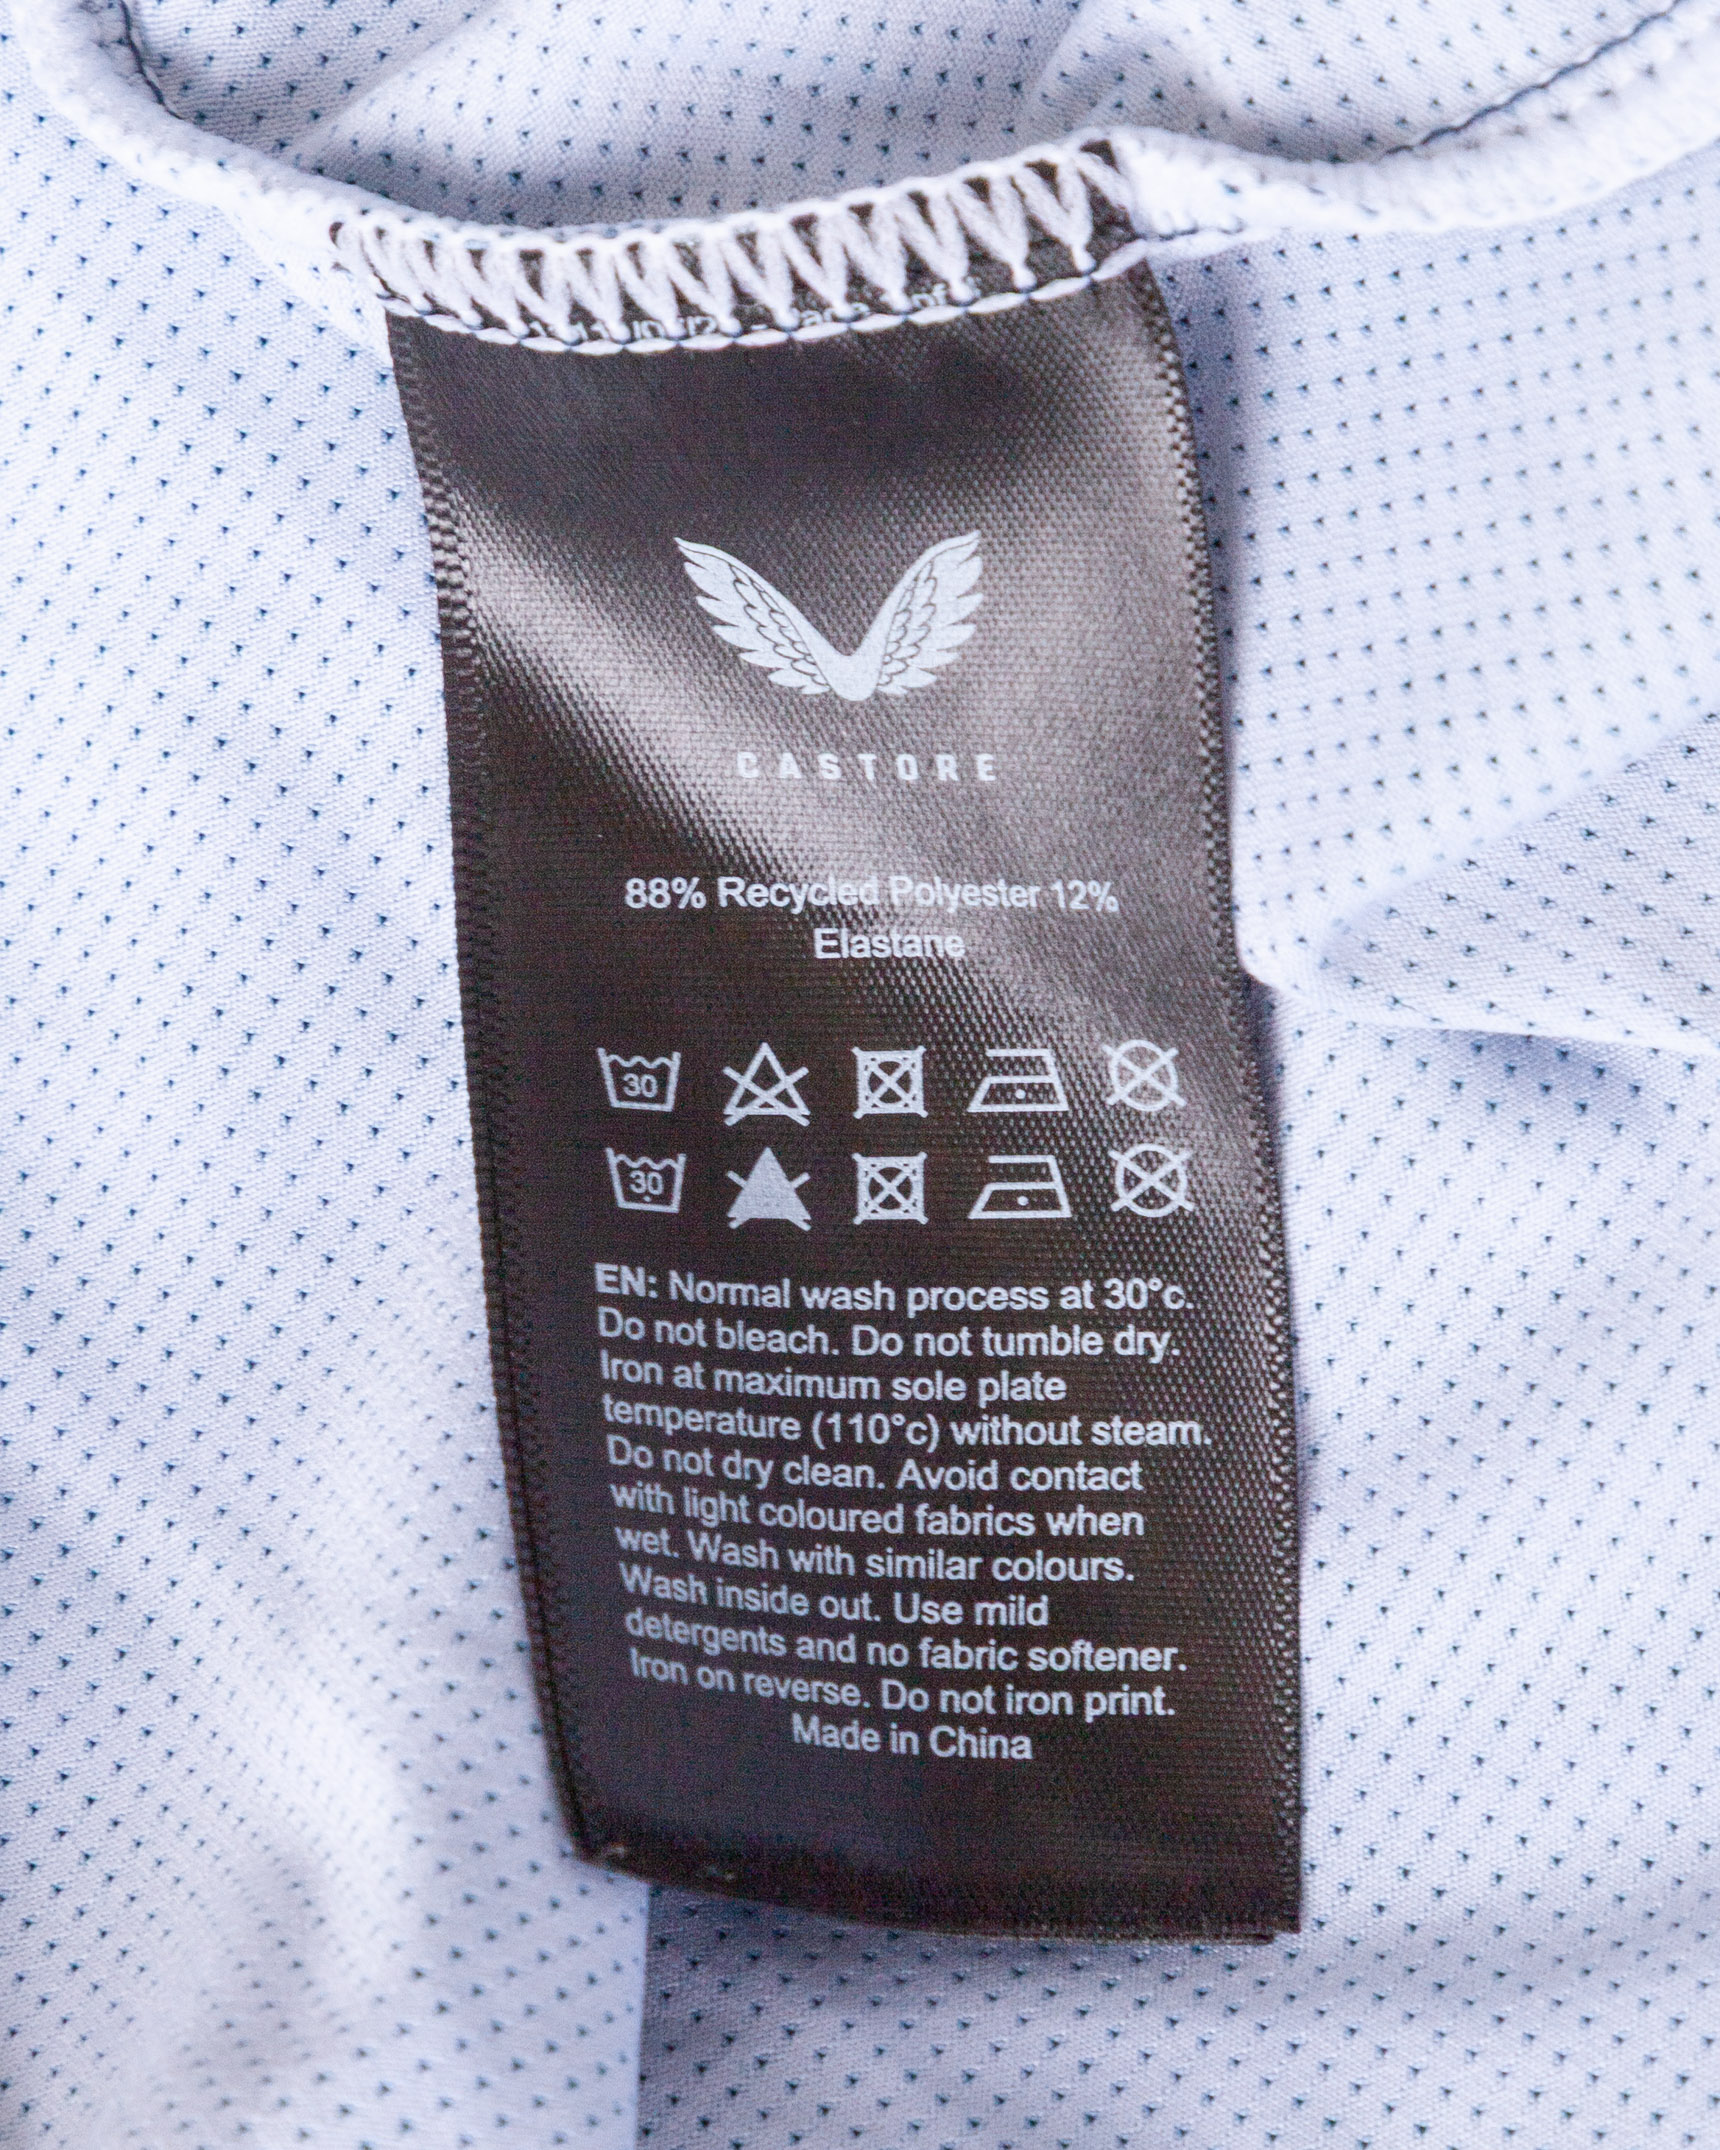 CASTORE
88% Recycled Polyester 12%
Elastane
30
30
EN: Normal wash process at 30°c.
Do not bleach. Do not tumble dry.
Iron at maximum sole plate
temperature (110°c) without steam.
Do not dry clean. Avoid contact
with light coloured fabrics when
wet. Wash with similar colours.
Wash inside out. Use mild
detergents and no fabric softener.
Iron on reverse. Do not iron print.
Made in China